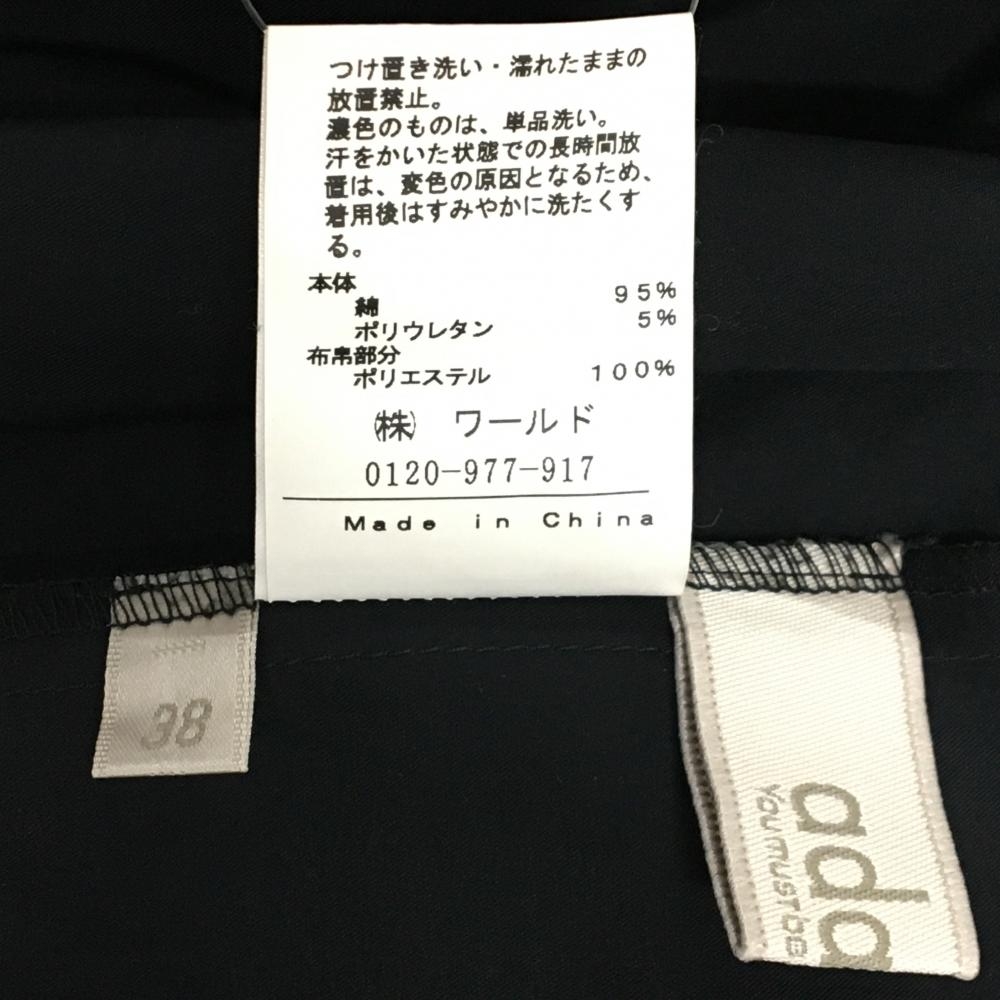 つけ置き洗い・濡れたままの
放置禁止。
濃色のものは、単品洗い。
汗をかいた状態での長時間放
置は、変色の原因となるため、
着用後はすみやかに洗たくす
る。
本体
綿 95%
ポリウレタン 5%
布帛部分
ポリエステル 100%
㈱ ワールド
0120-977-917
Made in China
38
add
YOUMUSTBE